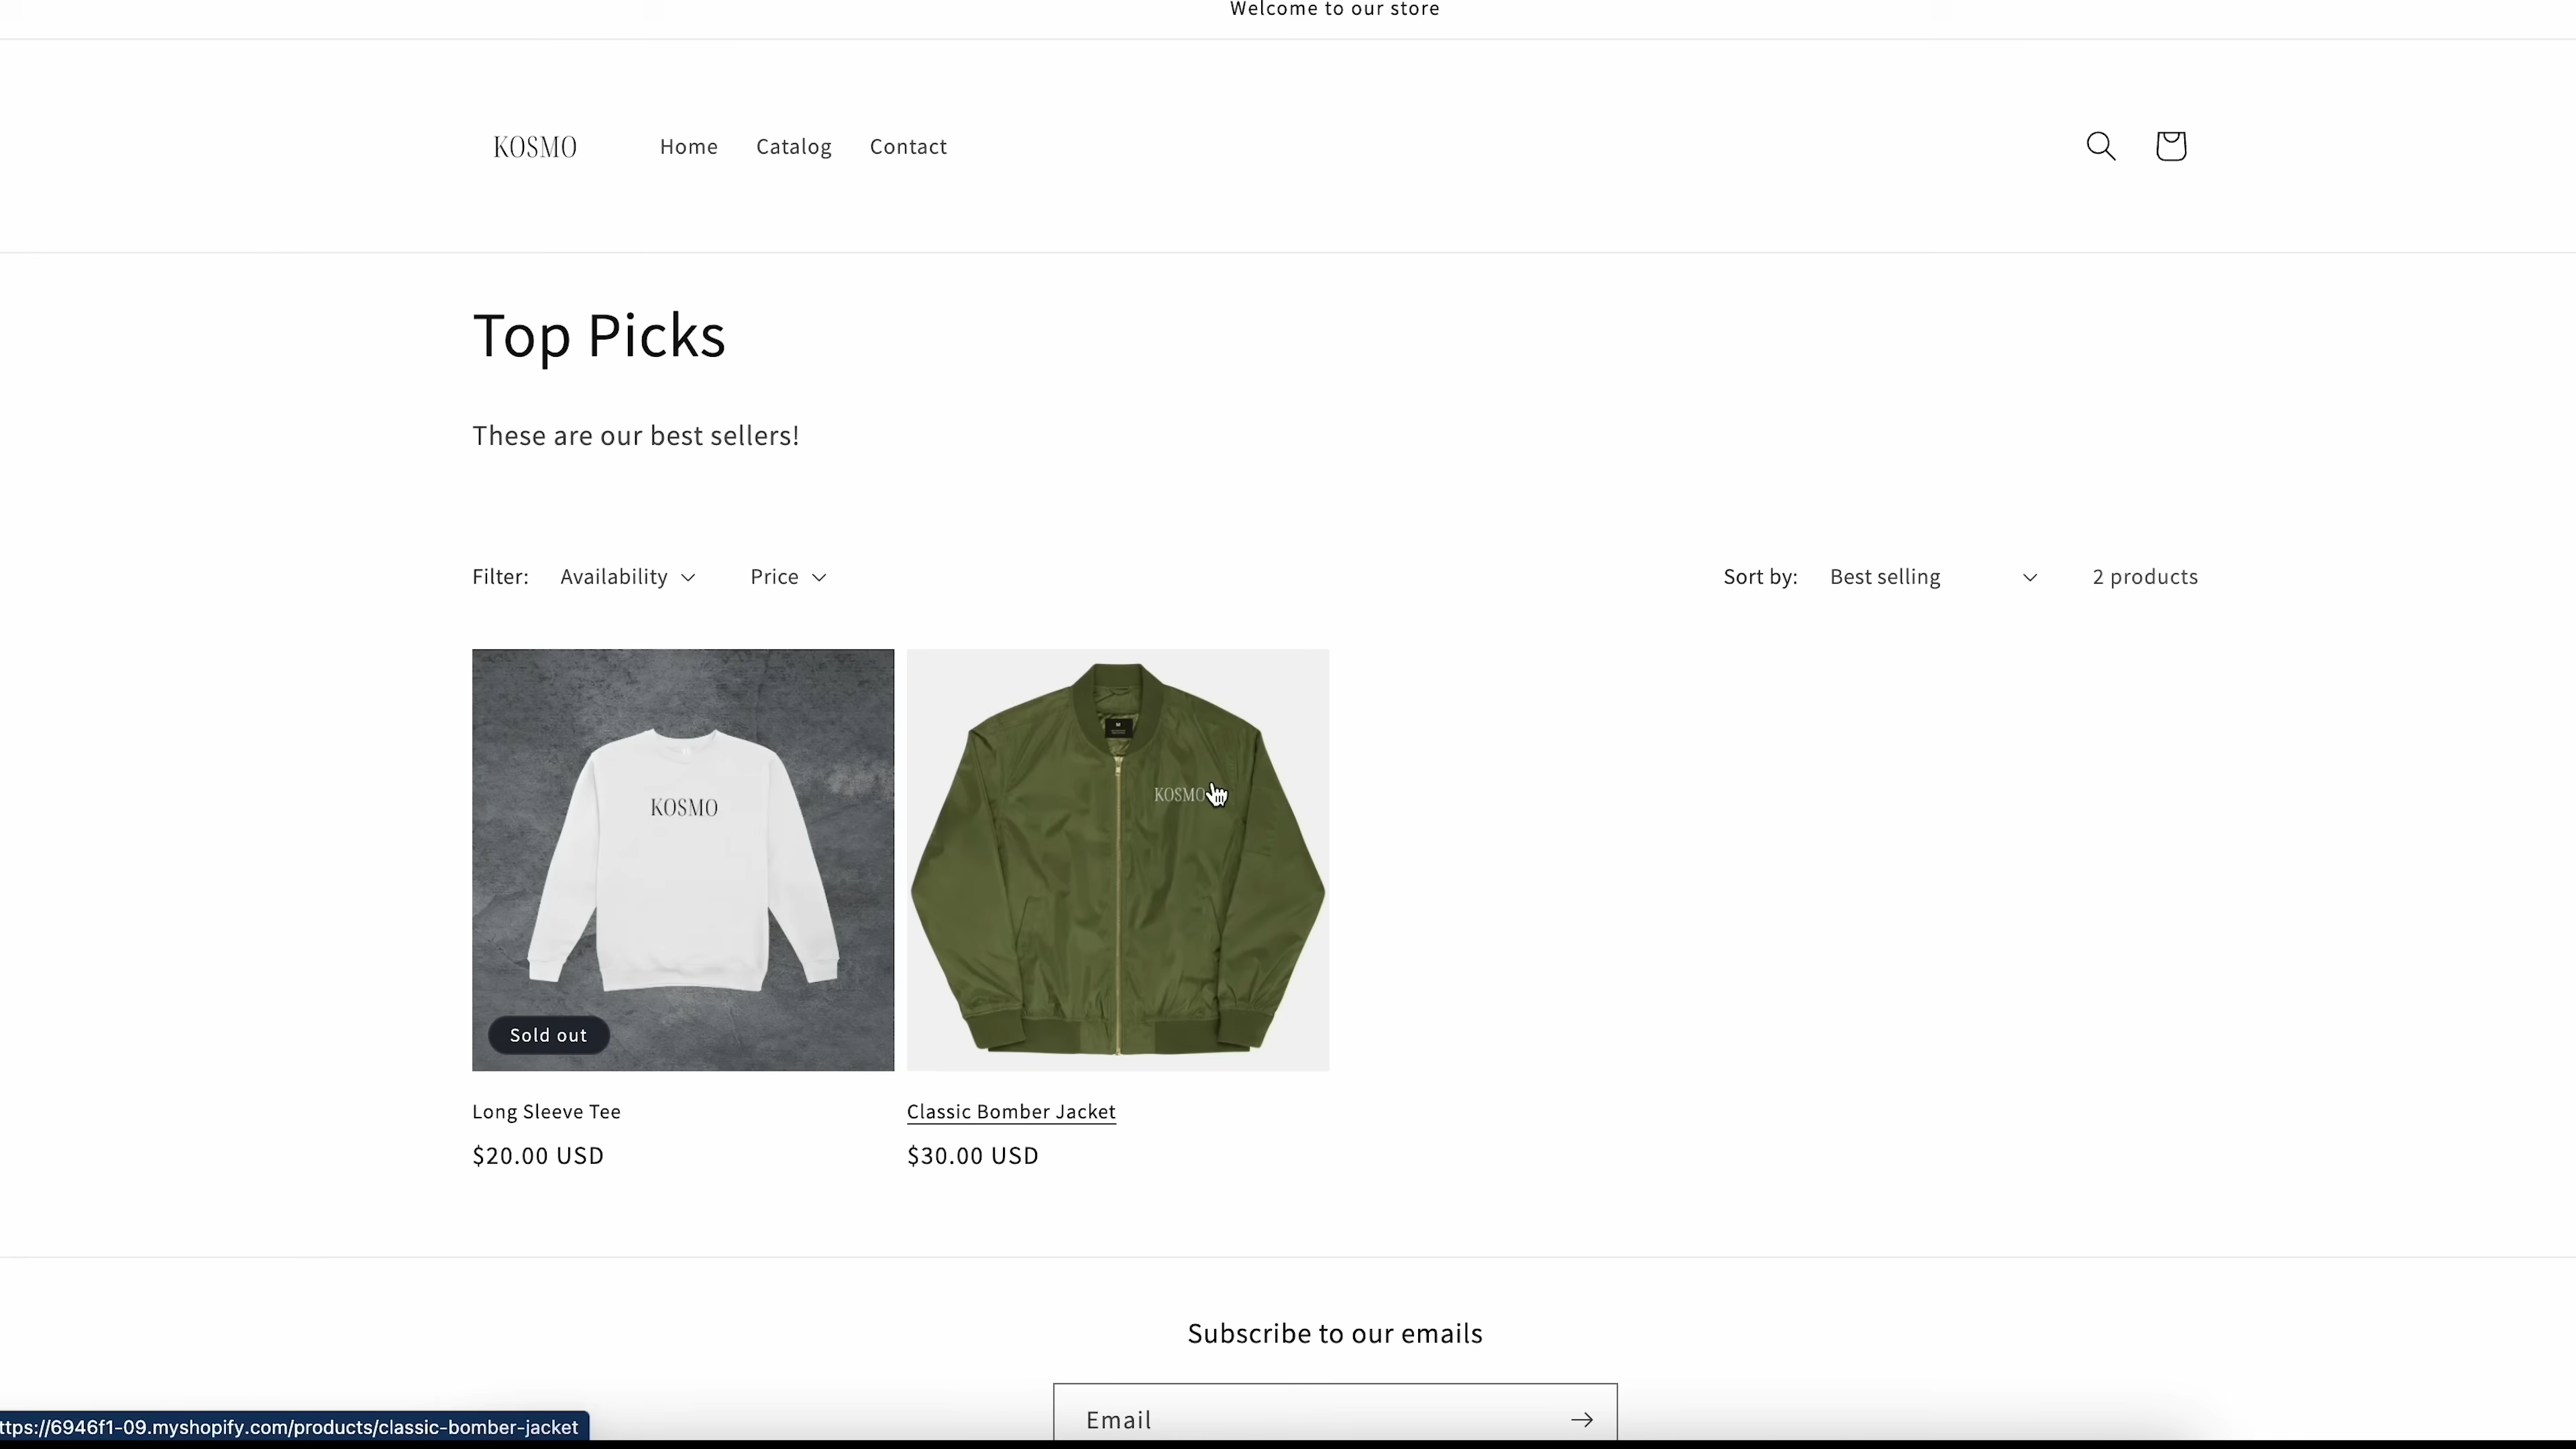 Welcome to our store
KOSMO
Home
Catalog
Contact
Top Picks
These are our best sellers!
Filter:
Availability
Price
Sort by:
Best selling
2 products
KOSMO
KOSMO
Sold out
Long Sleeve Tee
Classic Bomber Jacket
$20.00 USD
$30.00 USD
Subscribe to our emails
Email
ttps://6946f1-09.myshopify.com/products/classic-bomber-jacket